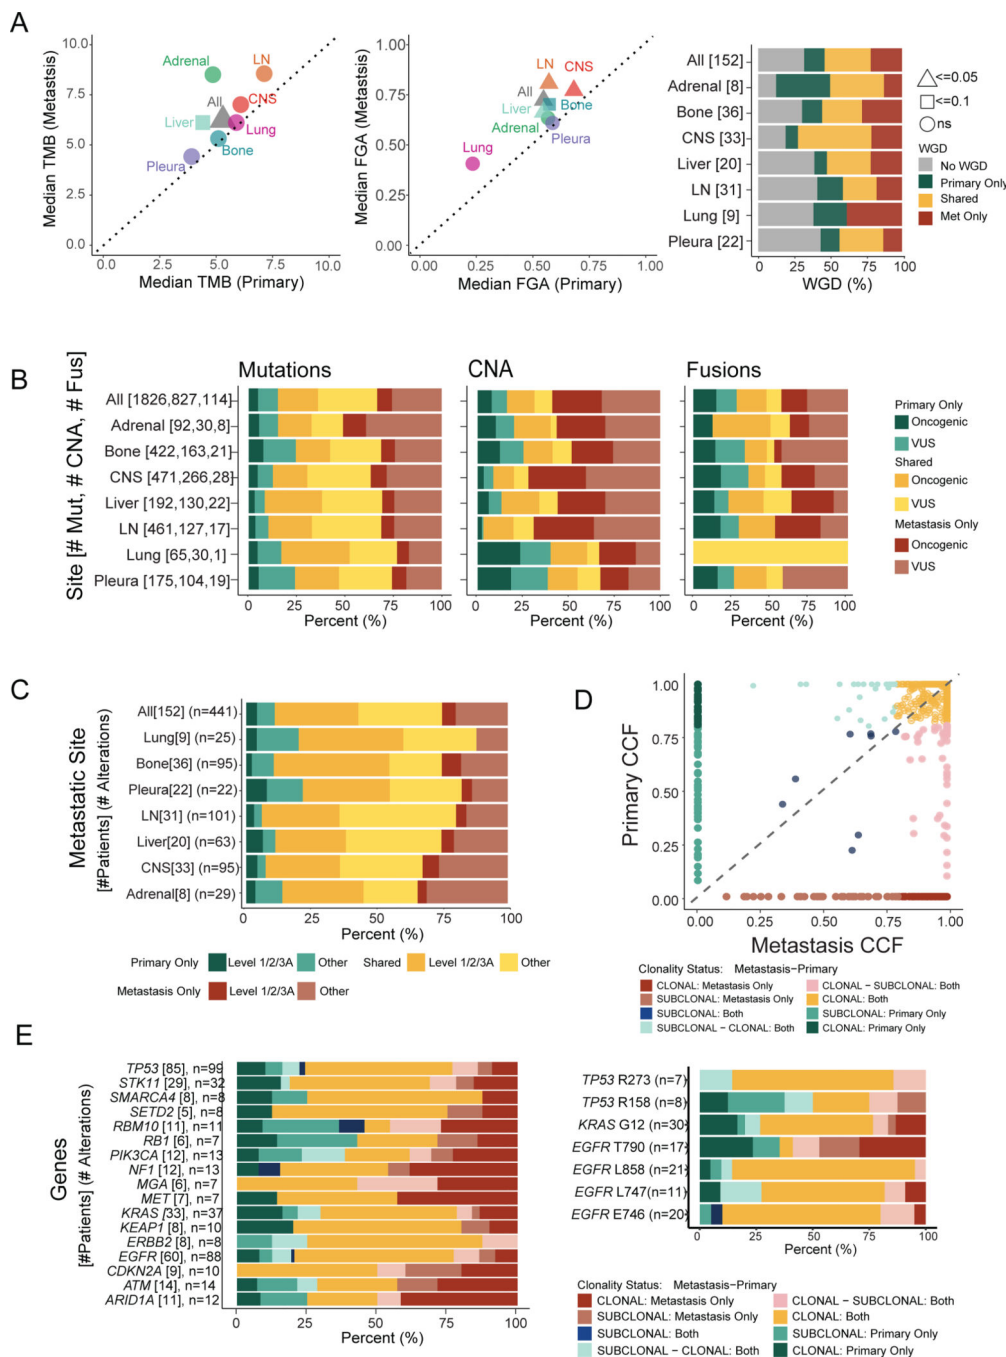 A
Median TMB (Metastsis)
10.0
7.5
5.0
2.5
0.0
Adrenal
LN
All
CNS
Liver
Lung
Bone
Pleura
0.0 2.5 5.0 7.5 10.0
Median TMB (Primary)
Median FGA (Metastasis)
1.00
0.75
0.50
0.25
0.00
LN
CNS
All
Liver
Bone
Adrenal
Pleura
Lung
0.00 0.25 0.50 0.75 1.00
Median FGA (Primary)
All [152]
Adrenal [8]
Bone [36]
CNS [33]
Liver [20]
LN [31]
Lung [9]
Pleura [22]
0 25 50 75 100
WGD (%)
<=0.05
<=0.1
ns
WGD
No WGD
Primary Only
Shared
Met Only
B
Site [# Mut, # CNA, # Fus]
Mutations
CNA
Fusions
All [1826,827,114]
Adrenal [92,30,8]
Bone [422,163,21]
CNS [471,266,28]
Liver [192,130,22]
LN [461,127,17]
Lung [65,30,1]
Pleura [175,104,19]
0 25 50 75 100
Percent (%)
0 25 50 75 100
Percent (%)
0 25 50 75 100
Percent (%)
Primary Only
Oncogenic
VUS
Shared
Oncogenic
VUS
Metastasis Only
Oncogenic
VUS
C
Metastatic Site
[#Patients] (# Alterations)
All[152] (n=441)
Lung[9] (n=25)
Bone[36] (n=95)
Pleura[22] (n=22)
LN[31] (n=101)
Liver[20] (n=63)
CNS[33] (n=95)
Adrenal[8] (n=29)
0 25 50 75 100
Percent (%)
Primary Only Level 1/2/3A Other Shared Level 1/2/3A Other
Metastasis Only Level 1/2/3A Other
D
Primary CCF
1.00
0.75
0.50
0.25
0.00
0.00 0.25 0.50 0.75 1.00
Metastasis CCF
Clonality Status: Metastasis-Primary
CLONAL: Metastasis Only
SUBCLONAL: Metastasis Only
SUBCLONAL: Both
SUBCLONAL - CLONAL: Both
CLONAL - SUBCLONAL: Both
CLONAL: Both
SUBCLONAL: Primary Only
CLONAL: Primary Only
E
Genes
[#Patients] (# Alterations)
TP53 [85], n=99
STK11 [29], n=32
SMARCA4 [8], n=8
SETD2 [5], n=8
RBM10 [11], n=11
RB1 [6], n=7
PIK3CA [12], n=13
NF1 [12], n=13
MGA [6], n=7
MET [7], n=7
KRAS [33], n=37
KEAP1 [8], n=10
ERBB2 [8], n=8
EGFR [60], n=88
CDKN2A [9], n=10
ATM [14], n=14
ARID1A [11], n=12
0 25 50 75 100
Percent (%)
TP53 R273 (n=7)
TP53 R158 (n=8)
KRAS G12 (n=30)
EGFR T790 (n=17)
EGFR L858 (n=21)
EGFR L747(n=11)
EGFR E746 (n=20)
0 25 50 75 100
Percent (%)
Clonality Status: Metastasis-Primary
CLONAL: Metastasis Only
SUBCLONAL: Metastasis Only
SUBCLONAL: Both
SUBCLONAL - CLONAL: Both
CLONAL - SUBCLONAL: Both
CLONAL: Both
SUBCLONAL: Primary Only
CLONAL: Primary Only